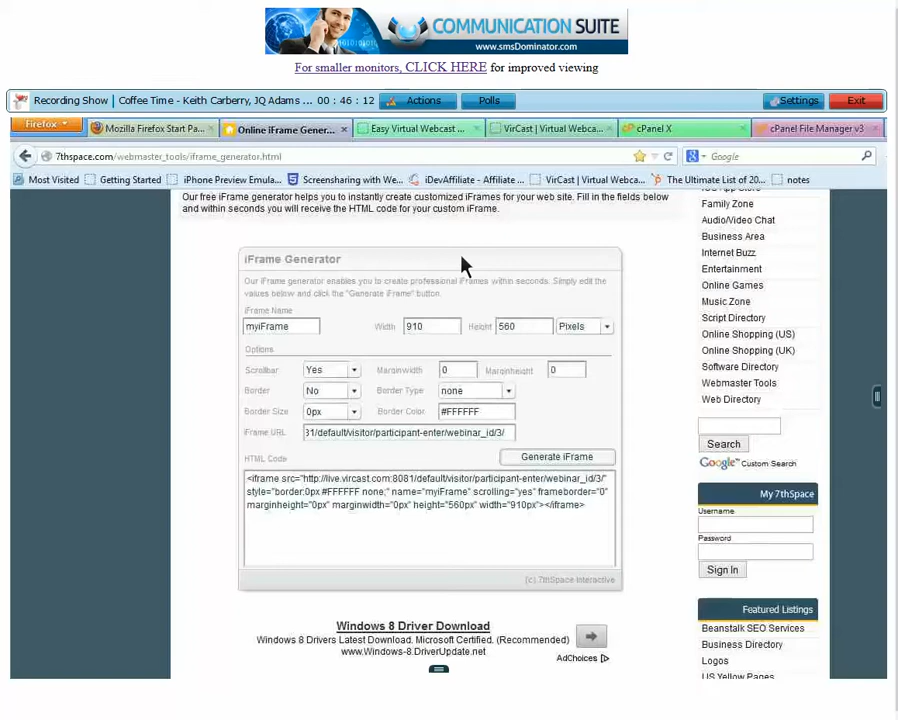 COMMUNICATION SUITE
www.smsDominator.com
For smaller monitors, CLICK HERE for improved viewing
Recording Show | Coffee Time - Keith Carberry, JQ Adams ... 00 : 46 : 12 Actions Polls Settings Exit
Firefox Mozilla Firefox Start Pa... Online iFrame Gener... Easy Virtual Webcast ... VirCast | Virtual Webca... cPanel X cPanel File Manager v3
7thspace.com/webmaster_tools/iframe_generator.html Google
Most Visited Getting Started iPhone Preview Emula... Screensharing with We... iDevAffiliate - Affiliate ... VirCast | Virtual Webca... The Ultimate List of 20... notes
Our free iFrame generator helps you to instantly create customized iFrames for your web site. Fill in the fields below
and within seconds you will receive the HTML code for your custom iFrame.
iFrame Generator
Our iFrame generator enables you to create professional iFrames within seconds. Simply edit the
values below and click the "Generate iFrame" button.
iFrame Name
myiFrame Width 910 Height 560 Pixels
Options
Scrollbar Yes Marginwidth 0 Marginheight 0
Border No Border Type none
Border Size 0px Border Color #FFFFFF
iFrame URL 31/default/visitor/participant-enter/webinar_id/3/
HTML Code Generate iFrame
<iframe src="http://live.vircast.com:8081/default/visitor/participant-enter/webinar_id/3/"
style="border:0px #FFFFFF none;" name="myiFrame" scrolling="yes" frameborder="0"
marginheight="0px" marginwidth="0px" height="560px" width="910px"></iframe>
(c) 7thSpace Interactive
Windows 8 Driver Download
Windows 8 Drivers Latest Download. Microsoft Certified. (Recommended)
www.Windows-8.DriverUpdate.net
AdChoices
Family Zone
Audio/Video Chat
Business Area
Internet Buzz
Entertainment
Online Games
Music Zone
Script Directory
Online Shopping (US)
Online Shopping (UK)
Mobile Services
Webmaster Tools
Web Directory
Search
Google™ Custom Search
My 7thSpace
Username
Password
Sign In
Featured Listings
Beanstalk SEO Services
Business Directory
Logos
US Yellow Pages